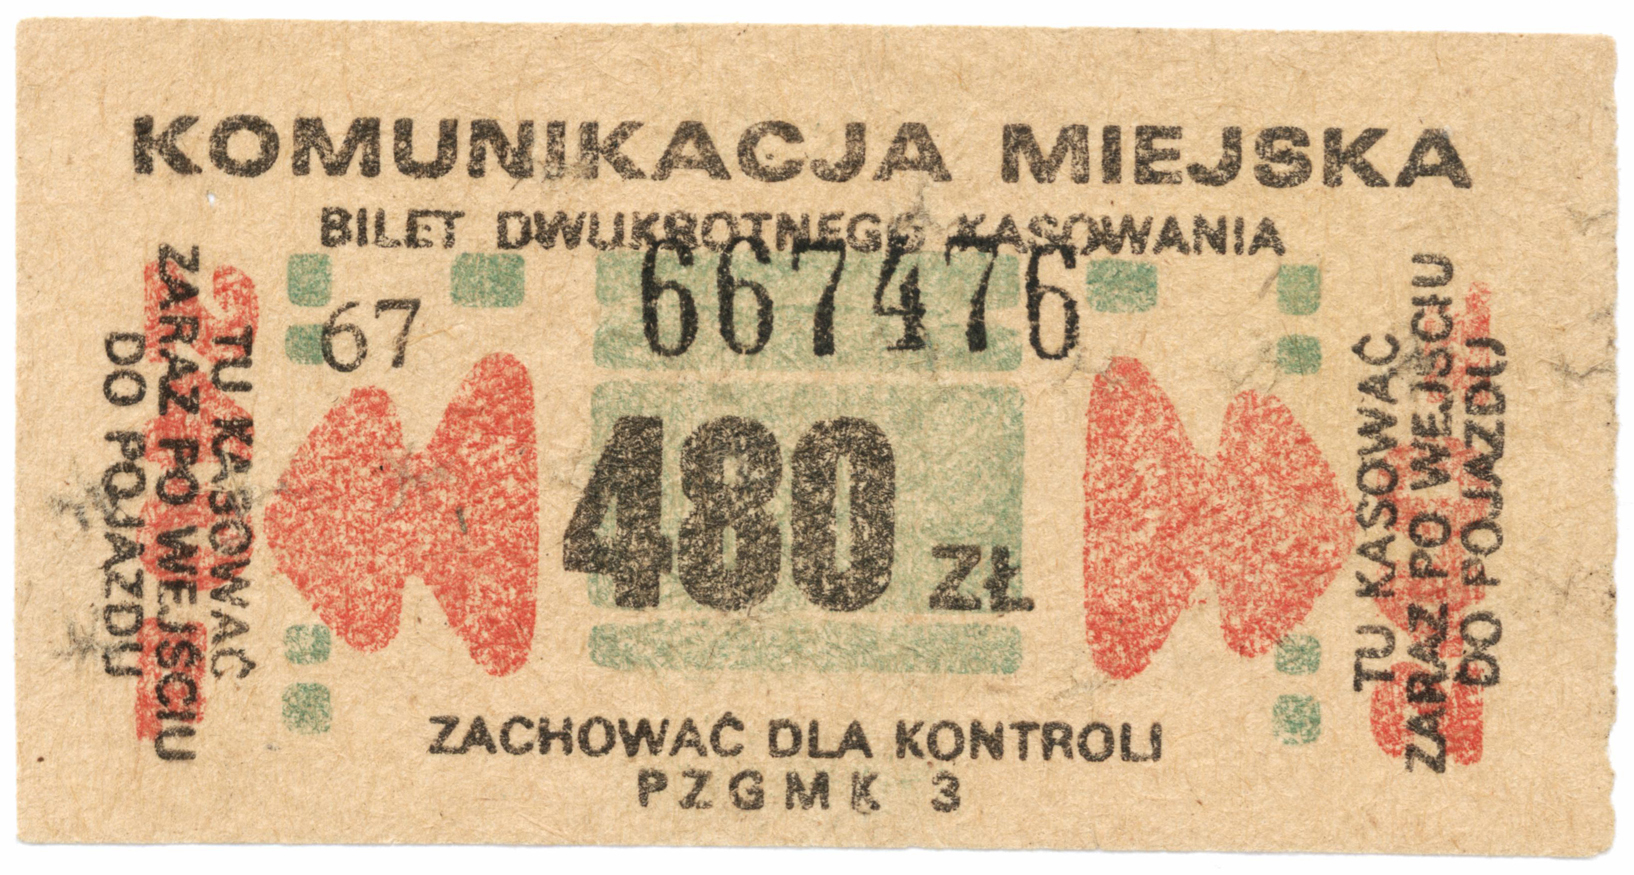 KOMUNIKACJA MIEJSKA
BILET DWUKROTNEGO KASOWANIA
667476
67
TU KASOWAĆ
ZARAZ PO WEJŚCIU
DO POJAZDU
480 ZŁ
TU KASOWAĆ
ZARAZ PO WEJŚCIU
DO POJAZDU
ZACHOWAĆ DLA KONTROLI
PZGMK 3